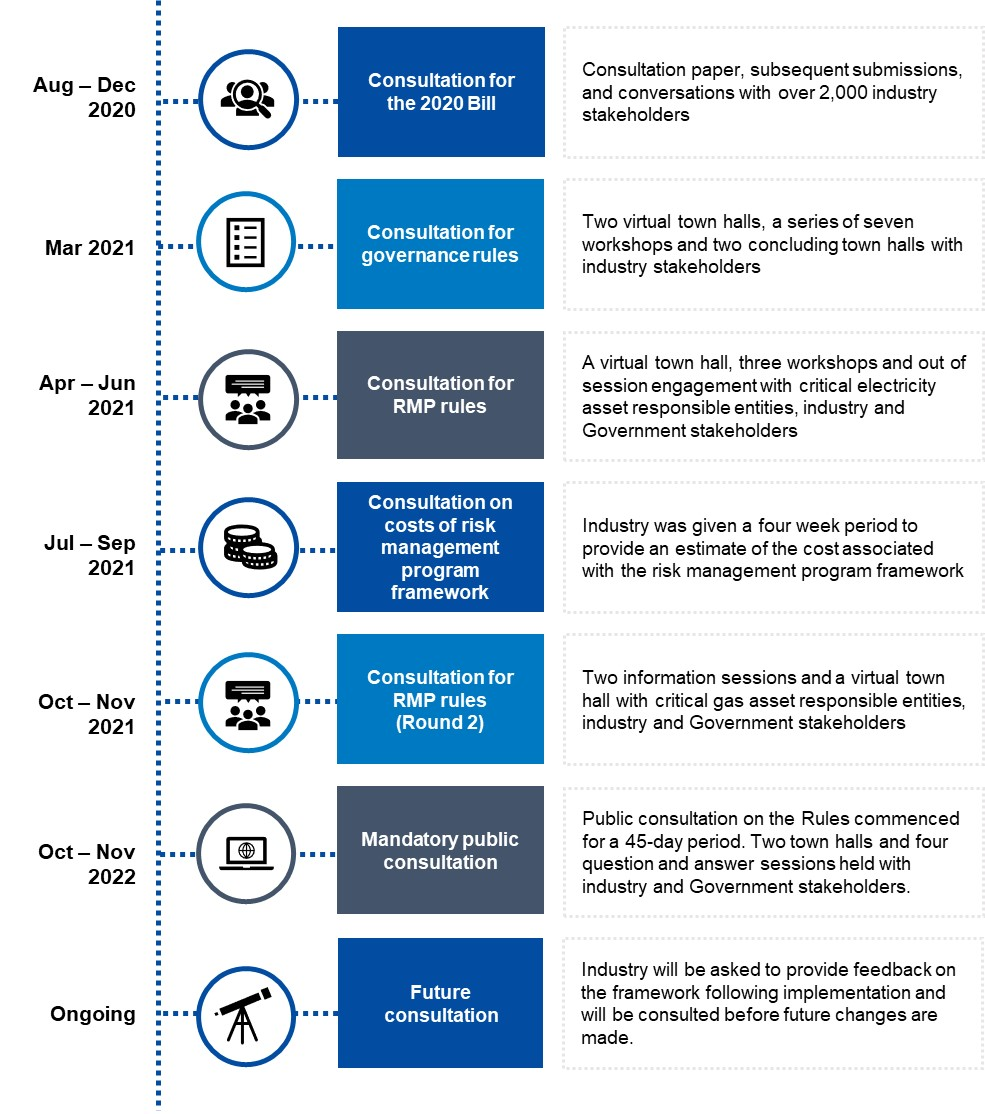 Aug – Dec
2020
Consultation for
the 2020 Bill
Consultation paper, subsequent submissions,
and conversations with over 2,000 industry
stakeholders
Mar 2021
Consultation for
governance rules
Two virtual town halls, a series of seven
workshops and two concluding town halls with
industry stakeholders
Apr – Jun
2021
Consultation for
RMP rules
A virtual town hall, three workshops and out of
session engagement with critical electricity
asset responsible entities, industry and
Government stakeholders
Jul – Sep
2021
Consultation on
costs of risk
management
program
framework
Industry was given a four week period to
provide an estimate of the cost associated
with the risk management program framework
Oct – Nov
2021
Consultation for
RMP rules
(Round 2)
Two information sessions and a virtual town
hall with critical gas asset responsible entities,
industry and Government stakeholders
Oct – Nov
2022
Mandatory public
consultation
Public consultation on the Rules commenced
for a 45-day period. Two town halls and four
question and answer sessions held with
industry and Government stakeholders.
Ongoing
Future
consultation
Industry will be asked to provide feedback on
the framework following implementation and
will be consulted before future changes are
made.